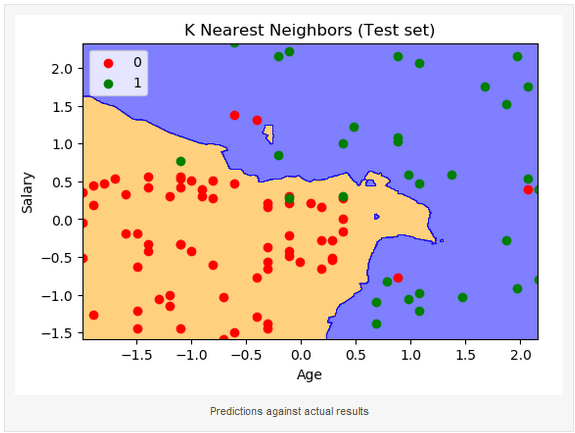 K Nearest Neighbors (Test set)
0
1
2.0
1.5
1.0
0.5
0.0
−0.5
−1.0
−1.5
Salary
−1.5 −1.0 −0.5 0.0 0.5 1.0 1.5 2.0
Age
Predictions against actual results